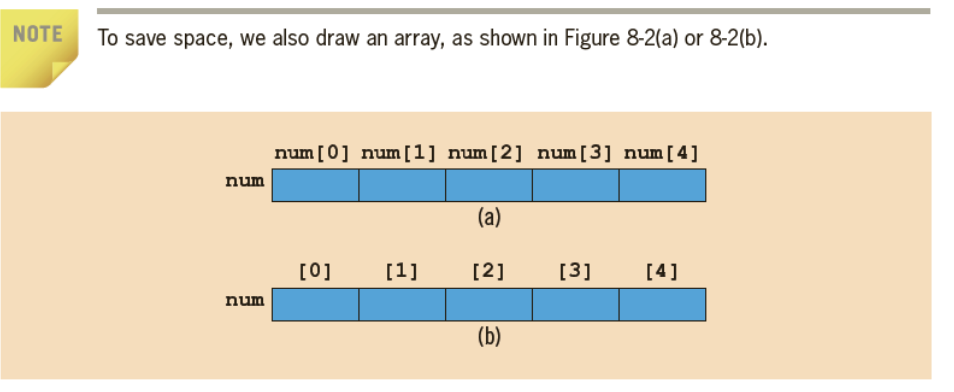 NOTE
To save space, we also draw an array, as shown in Figure 8-2(a) or 8-2(b).
num[0] num[1] num[2] num[3] num[4]
num
(a)
[0] [1] [2] [3] [4]
num
(b)